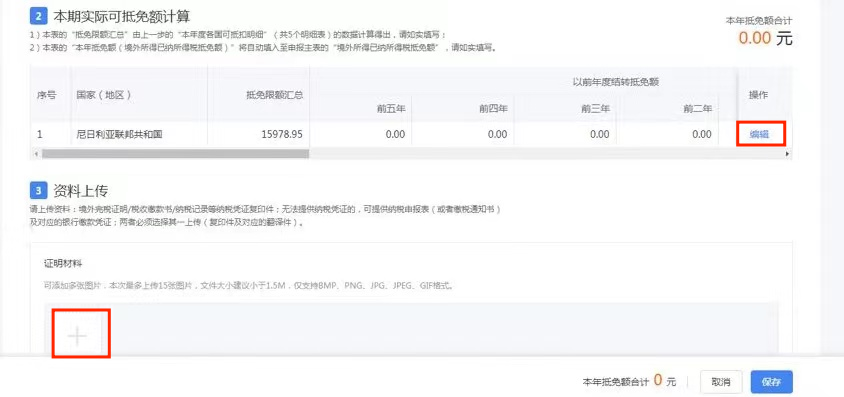 2 本期实际可抵免额计算
本年抵免额合计
0.00 元
1）本表的“抵免限额汇总”由上一步的“本年度各国可抵扣明细”（共5个明细表）的数据计算得出，请如实填写；
2）本表的“本年抵免额（境外所得已纳所得税抵免额）”将自动填入至申报主表的“境外所得已纳所得税抵免额”，请如实填写。
序号 国家（地区） 抵免限额汇总 以前年度结转抵免额 操作
前五年 前四年 前三年 前二年
1 尼日利亚联邦共和国 15978.95 0.00 0.00 0.00 0.00 编辑
3 资料上传
请上传资料：境外完税证明/税收缴款书/纳税记录等纳税凭证复印件；无法提供纳税凭证的，可提供纳税申报表（或者缴税通知书）
及对应的银行缴款凭证；两者必须选择其一上传（复印件及对应的翻译件）。
证明材料
可添加多张图片，本次最多上传15张图片，文件大小建议小于1.5M，仅支持BMP、PNG、JPG、JPEG、GIF格式。
本年抵免额合计 0 元 取消 保存